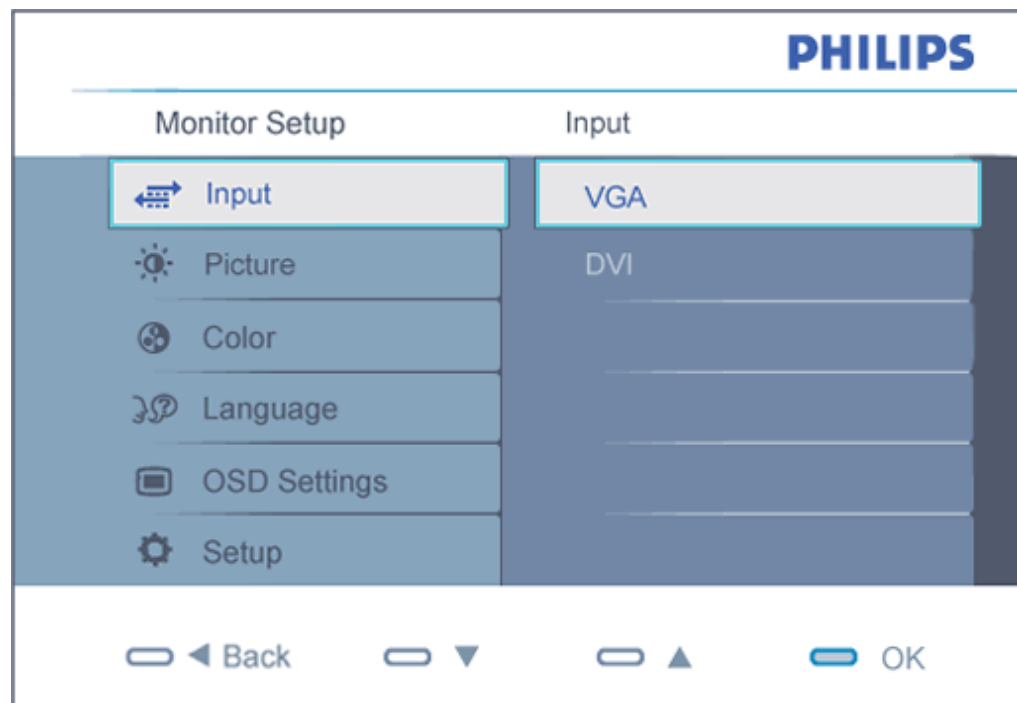 PHILIPS
Monitor Setup Input
Input VGA
Picture DVI
Color
Language
OSD Settings
Setup
Back OK